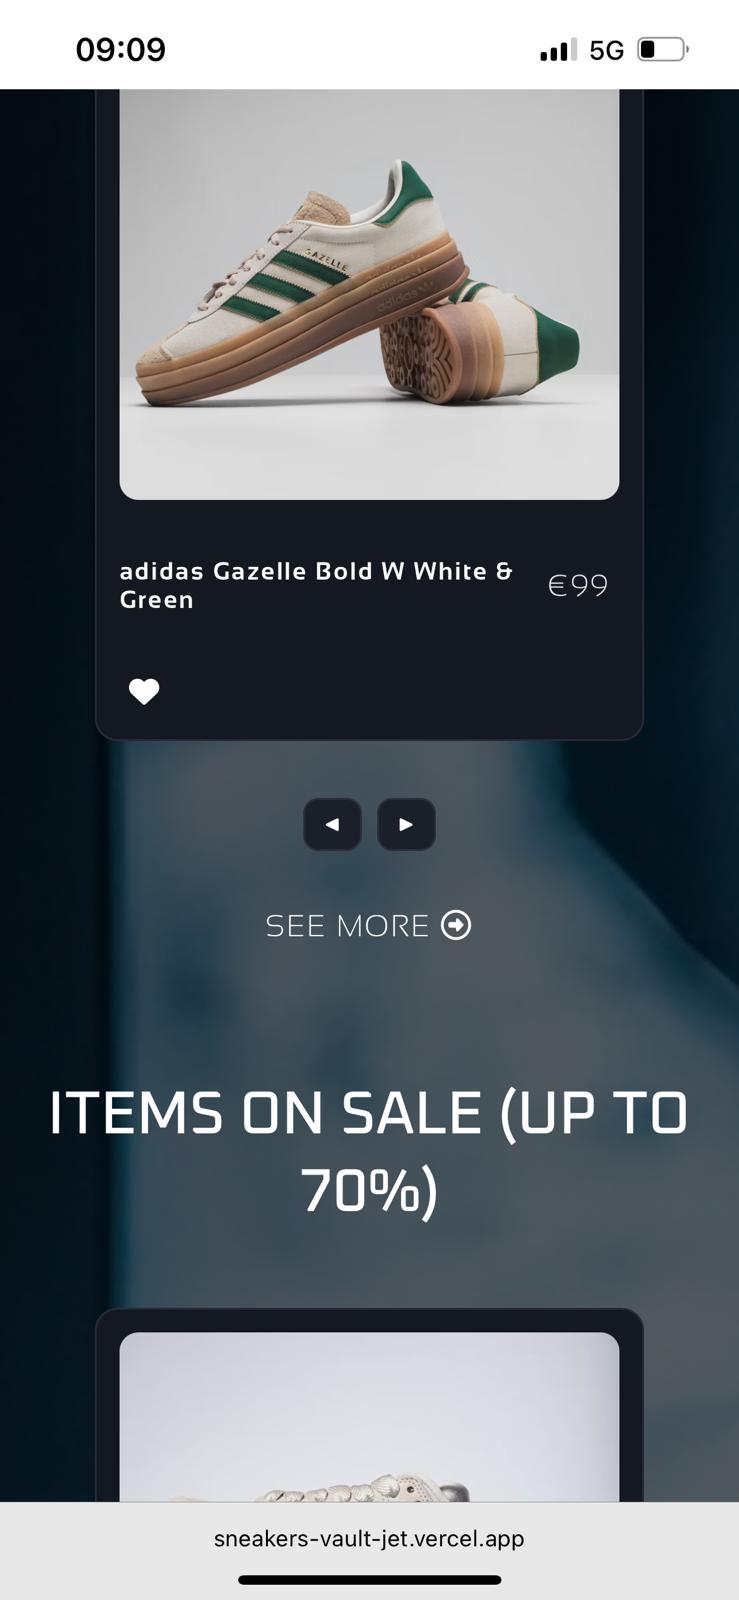 09:09
5G
GAZELLE
adidas
adidas Gazelle Bold W White &
Green
€99
SEE MORE
ITEMS ON SALE (UP TO
70%)
sneakers-vault-jet.vercel.app